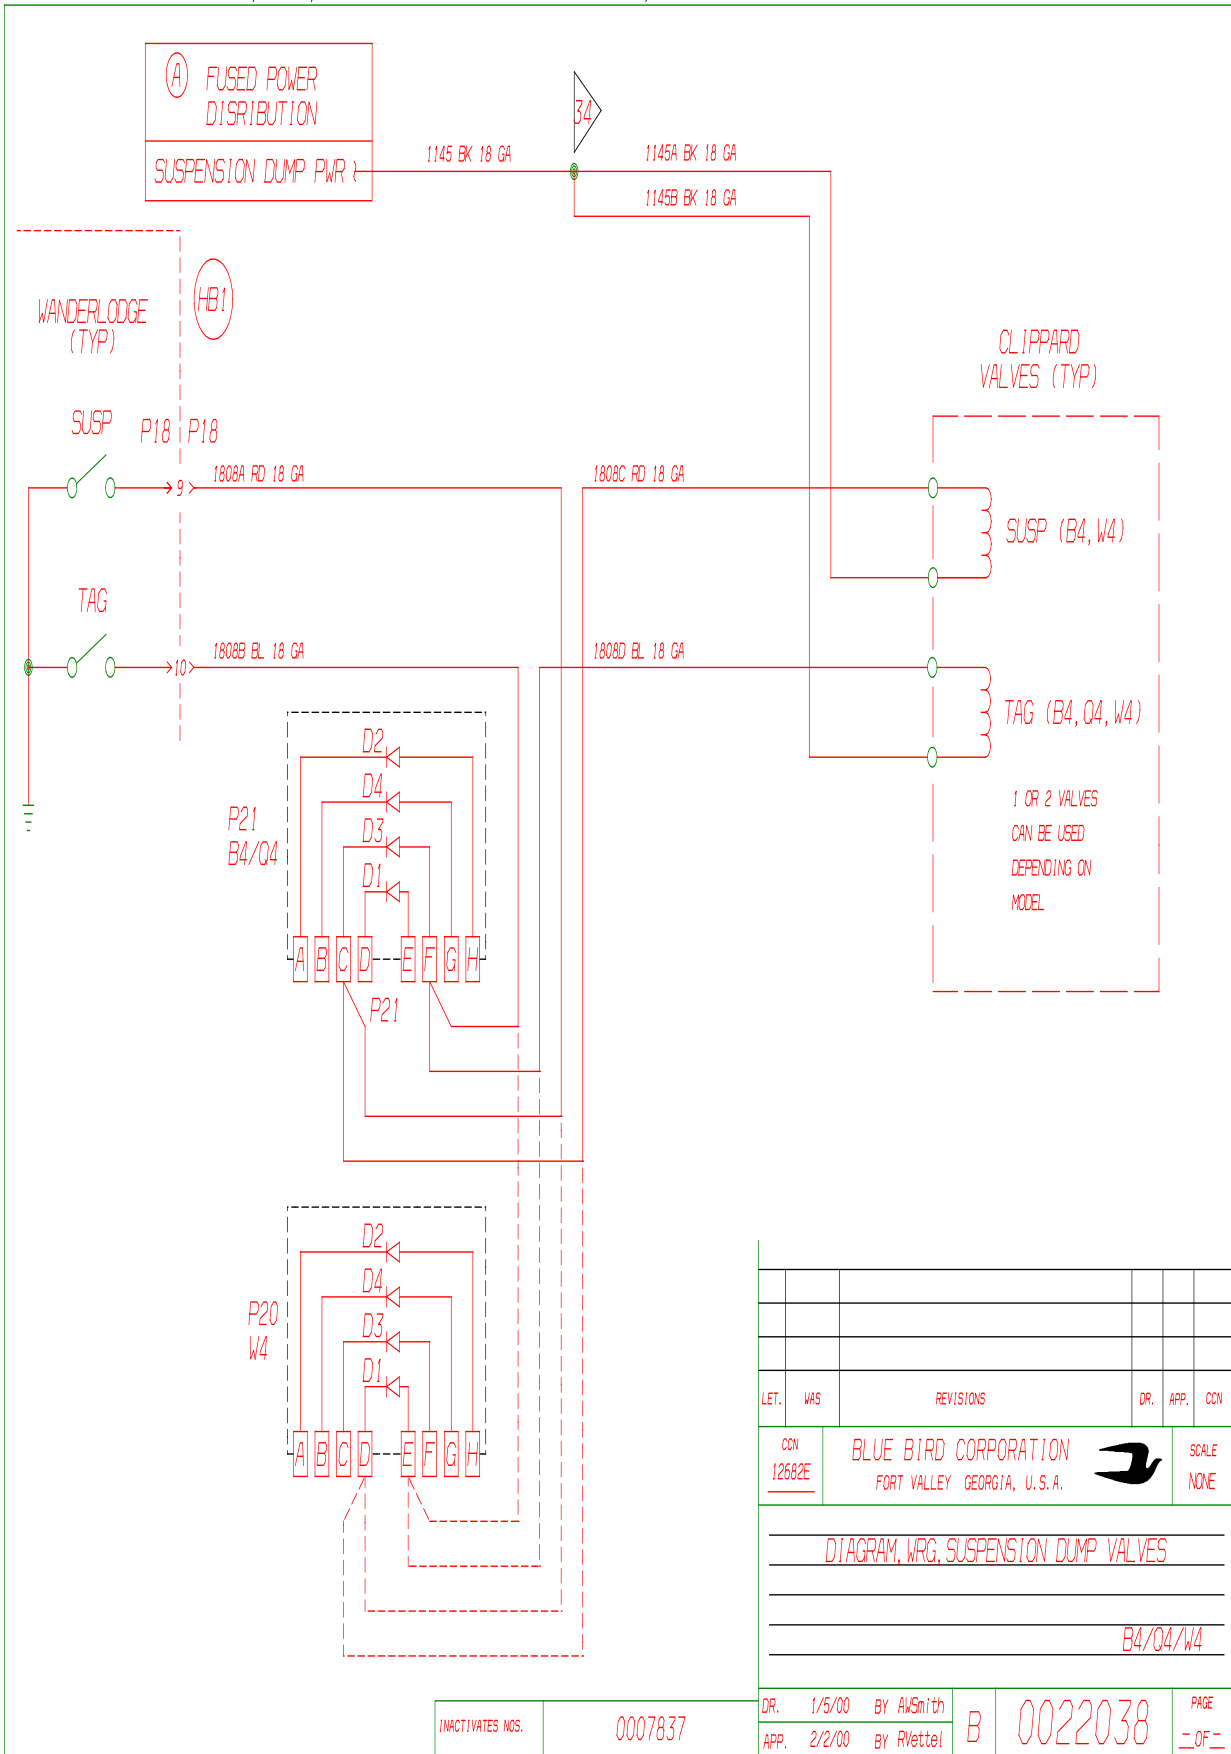 A FUSED POWER
DISRIBUTION
SUSPENSION DUMP PWR
34
1145 BK 18 GA
1145A BK 18 GA
1145B BK 18 GA
HB1
WANDERLODGE
(TYP)
CLIPPARD
VALVES (TYP)
SUSP
P18 P18
1808A RD 18 GA
1808C RD 18 GA
9
SUSP (B4, W4)
TAG
1808B BL 18 GA
1808D BL 18 GA
10
TAG (B4, Q4, W4)
D2
D4
D3
D1
P21
B4/Q4
1 OR 2 VALVES
CAN BE USED
DEPENDING ON
MODEL
A B C D E F G H
P21
D2
D4
D3
D1
P20
W4
A B C D E F G H
LET. WAS REVISIONS DR. APP. CCN
CCN
12682E
BLUE BIRD CORPORATION
FORT VALLEY GEORGIA, U.S.A.
SCALE
NONE
DIAGRAM, WRG, SUSPENSION DUMP VALVES
B4/Q4/W4
INACTIVATES NOS. 0007837
DR. 1/5/00 BY AWSmith
APP. 2/2/00 BY RVettel
B 0022038
PAGE
_OF_